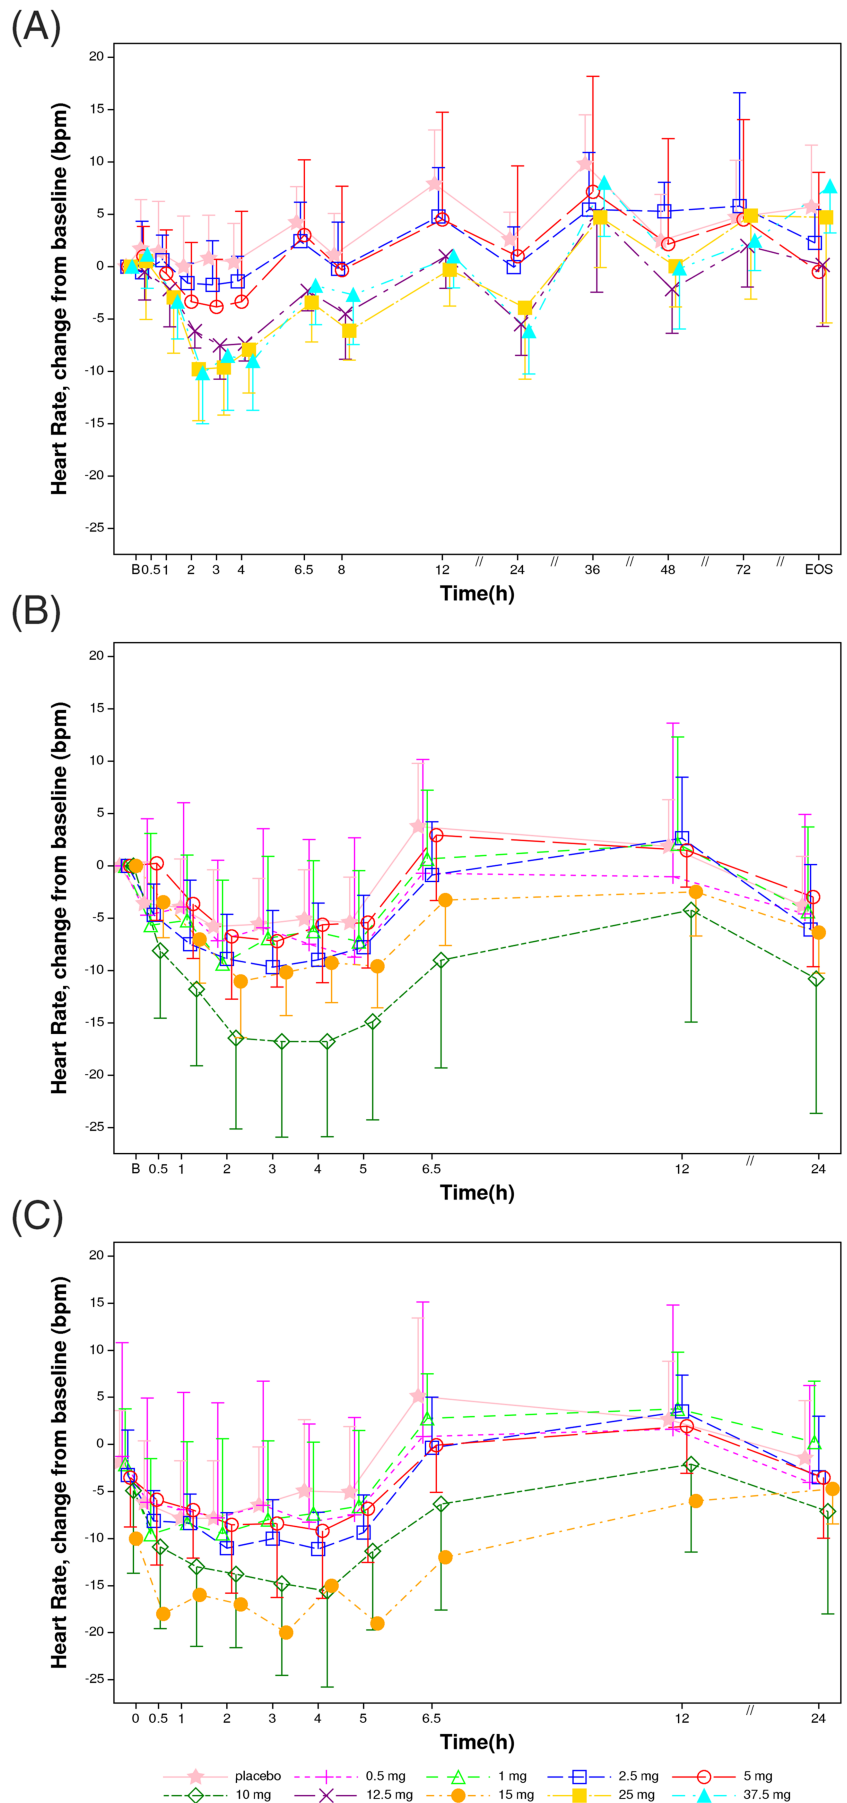 (A)
Heart Rate, change from baseline (bpm)
20
15
10
5
0
-5
-10
-15
-20
-25
B 0.5 1 2 3 4 6.5 8 12 // 24 // 36 // 48 // 72 // EOS
Time(h)
(B)
Heart Rate, change from baseline (bpm)
20
15
10
5
0
-5
-10
-15
-20
-25
B 0.5 1 2 3 4 5 6.5 12 // 24
Time(h)
(C)
Heart Rate, change from baseline (bpm)
20
15
10
5
0
-5
-10
-15
-20
-25
0 0.5 1 2 3 4 5 6.5 12 // 24
Time(h)
placebo 0.5 mg 1 mg 2.5 mg 5 mg
10 mg 12.5 mg 15 mg 25 mg 37.5 mg